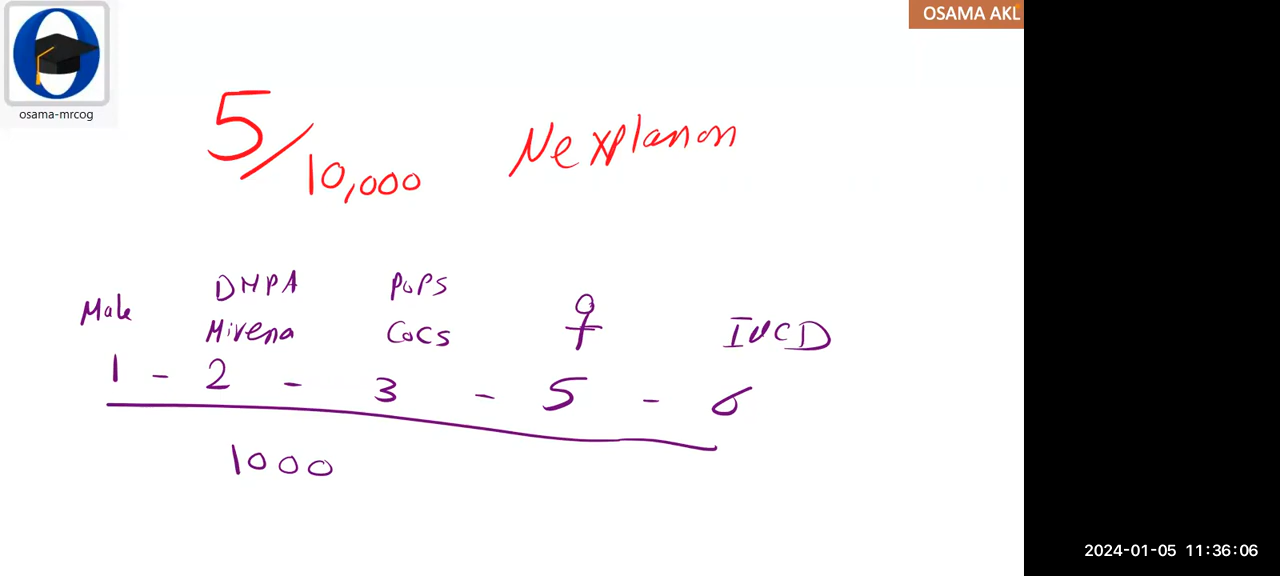 OSAMA AKL
osama-mrcog
5/10,000 Nexplanon
Male DMPA POPS ♀ IUCD
Mirena COCS
1 - 2 - 3 - 5 - 6
1000
2024-01-05 11:36:06